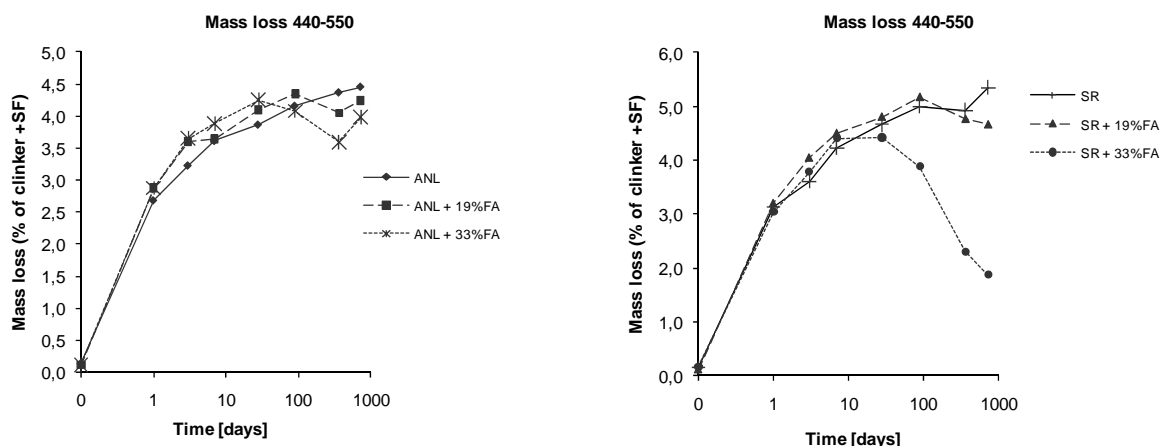 Mass loss 440-550
Mass loss (% of clinker +SF)
5,0
4,5
4,0
3,5
3,0
2,5
2,0
1,5
1,0
0,5
0,0
0 1 10 100 1000
Time [days]
ANL
ANL + 19%FA
ANL + 33%FA
Mass loss 440-550
Mass loss (% of clinker +SF)
6,0
5,0
4,0
3,0
2,0
1,0
0,0
0 1 10 100 1000
Time [days]
SR
SR + 19%FA
SR + 33%FA